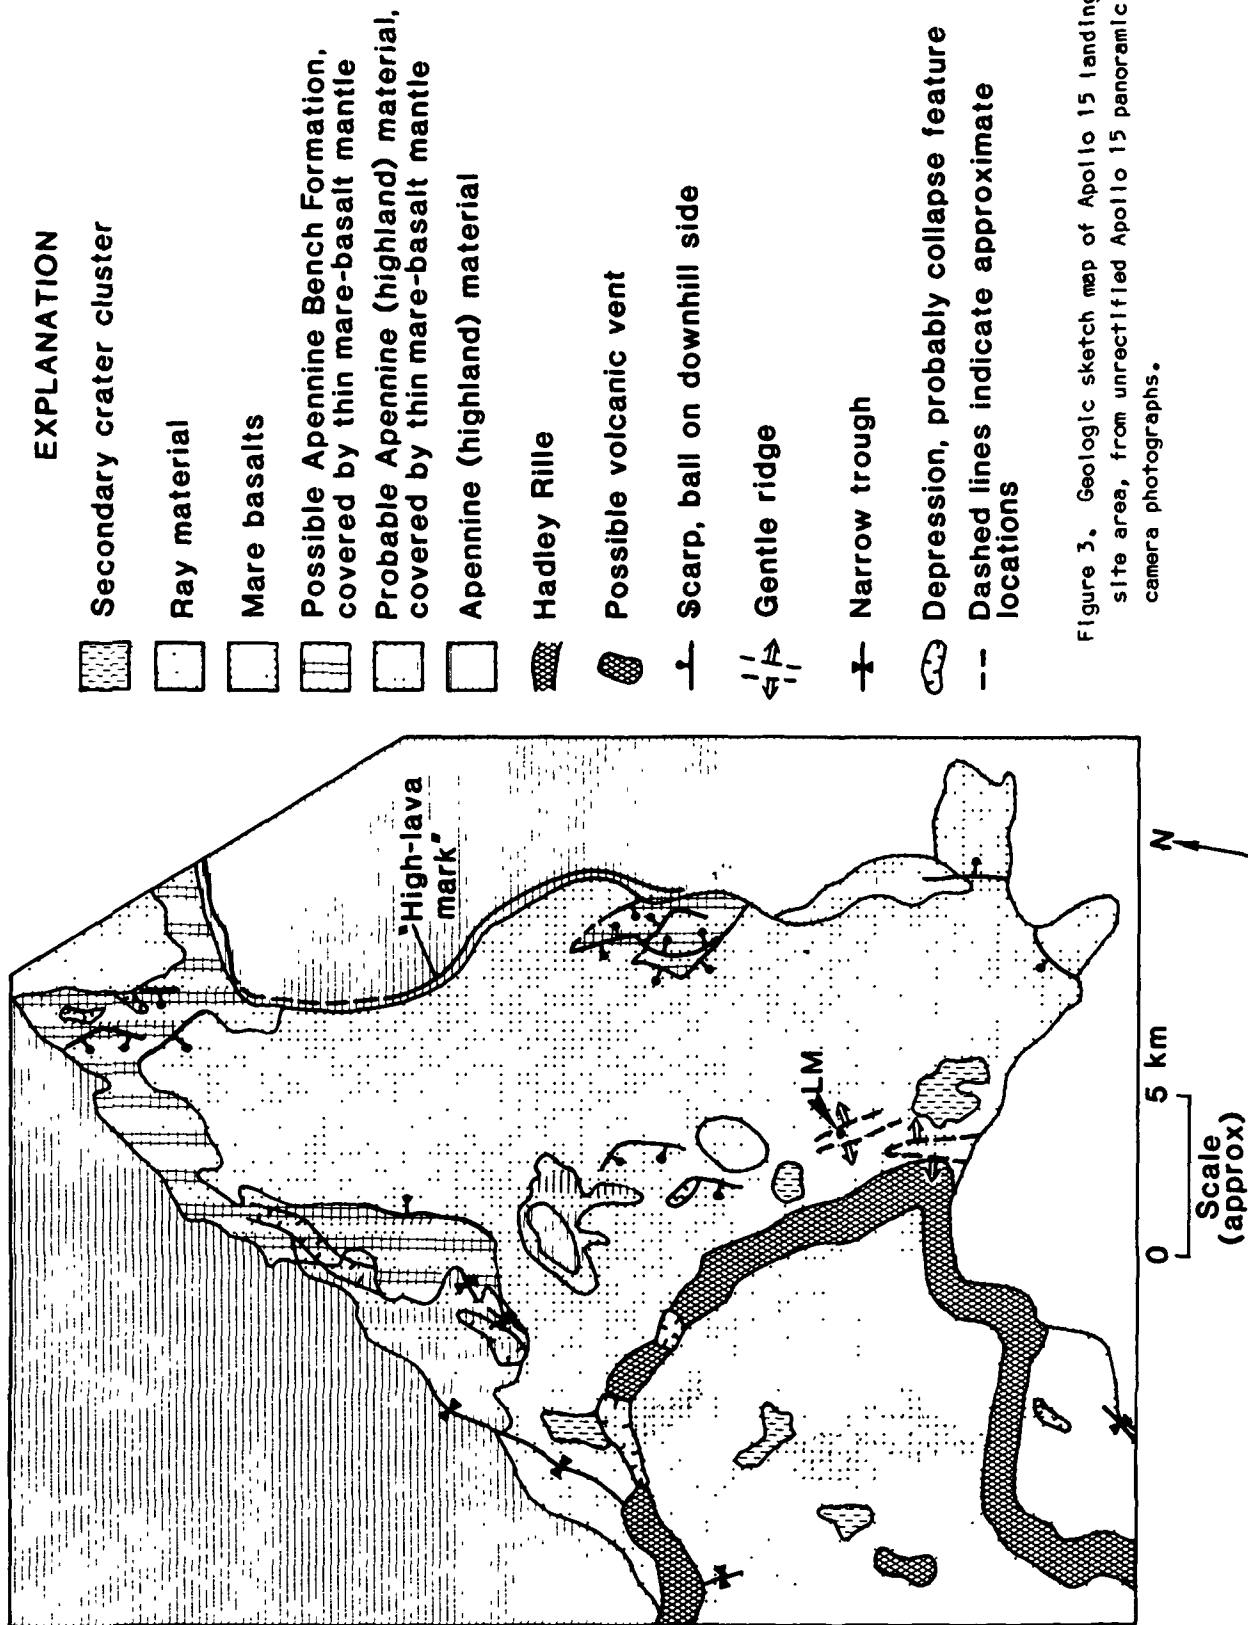 EXPLANATION
Secondary crater cluster
Ray material
Mare basalts
Possible Apennine Bench Formation,
covered by thin mare-basalt mantle
Probable Apennine (highland) material,
covered by thin mare-basalt mantle
Apennine (highland) material
Hadley Rille
Possible volcanic vent
Scarp, ball on downhill side
Gentle ridge
Narrow trough
Depression, probably collapse feature
Dashed lines indicate approximate
locations
Figure 3. Geologic sketch map of Apollo 15 landing
site area, from unrectified Apollo 15 panoramic
camera photographs.
"High-lava
mark"
LM
N
0 5 km
Scale
(approx)